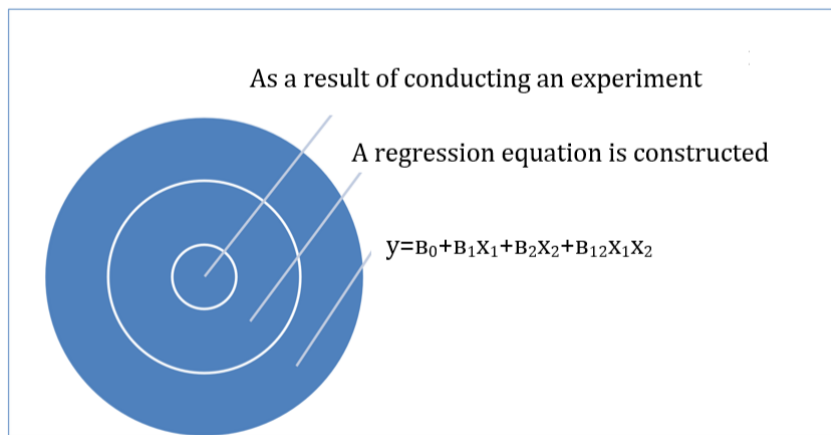 As a result of conducting an experiment
A regression equation is constructed
y=B₀+B₁X₁+B₂X₂+B₁₂X₁X₂